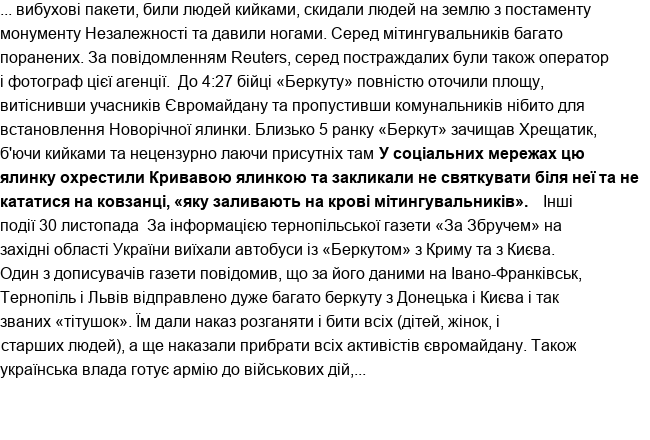 ... вибухові пакети, били людей кийками, скидали людей на землю з постаменту
монументу Незалежності та давили ногами. Серед мітингувальників багато
поранених. За повідомленням Reuters, серед постраждалих були також оператор
і фотограф цієї агенції.  До 4:27 бійці «Беркуту» повністю оточили площу,
витіснивши учасників Євромайдану та пропустивши комунальників нібито для
встановлення Новорічної ялинки. Близько 5 ранку «Беркут» зачищав Хрещатик,
б'ючи кийками та нецензурно лаючи присутніх там У соціальних мережах цю
ялинку охрестили Кривавою ялинкою та закликали не святкувати біля неї та не
кататися на ковзанці, «яку заливають на крові мітингувальників».   Інші
події 30 листопада  За інформацією тернопільської газети «За Збручем» на
західні області України виїхали автобуси із «Беркутом» з Криму та з Києва.
Один з дописувачів газети повідомив, що за його даними на Івано-Франківськ,
Тернопіль і Львів відправлено дуже багато беркуту з Донецька і Києва і так
званих «тітушок». Їм дали наказ розганяти і бити всіх (дітей, жінок, і
старших людей), а ще наказали прибрати всіх активістів євромайдану. Також
українська влада готує армію до військових дій,...